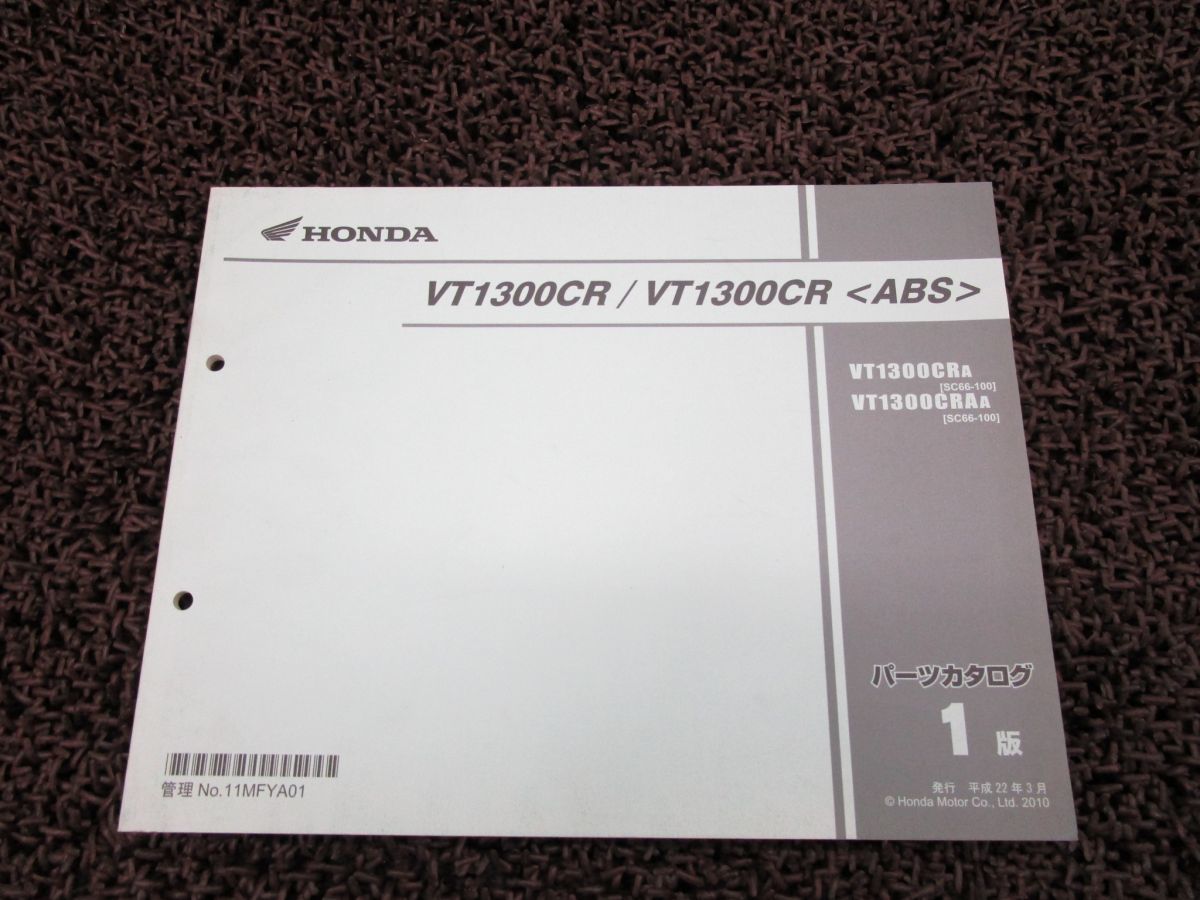 HONDA
VT1300CR / VT1300CR <ABS>
VT1300CRA
[SC66-100]
VT1300CRAA
[SC66-100]
パーツカタログ
1 版
発行 平成22年3月
© Honda Motor Co., Ltd. 2010
管理 No.11MFYA01